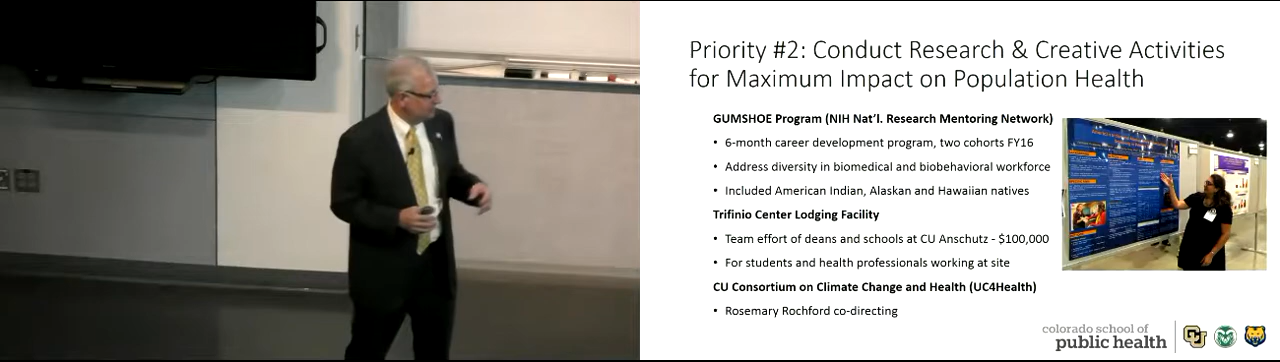 Priority #2: Conduct Research & Creative Activities
for Maximum Impact on Population Health
GUMSHOE Program (NIH Nat'l. Research Mentoring Network)
• 6-month career development program, two cohorts FY16
• Address diversity in biomedical and biobehavioral workforce
• Included American Indian, Alaskan and Hawaiian natives
Trifinio Center Lodging Facility
• Team effort of deans and schools at CU Anschutz - $100,000
• For students and health professionals working at site
CU Consortium on Climate Change and Health (UC4Health)
• Rosemary Rochford co-directing
colorado school of
public health
CU